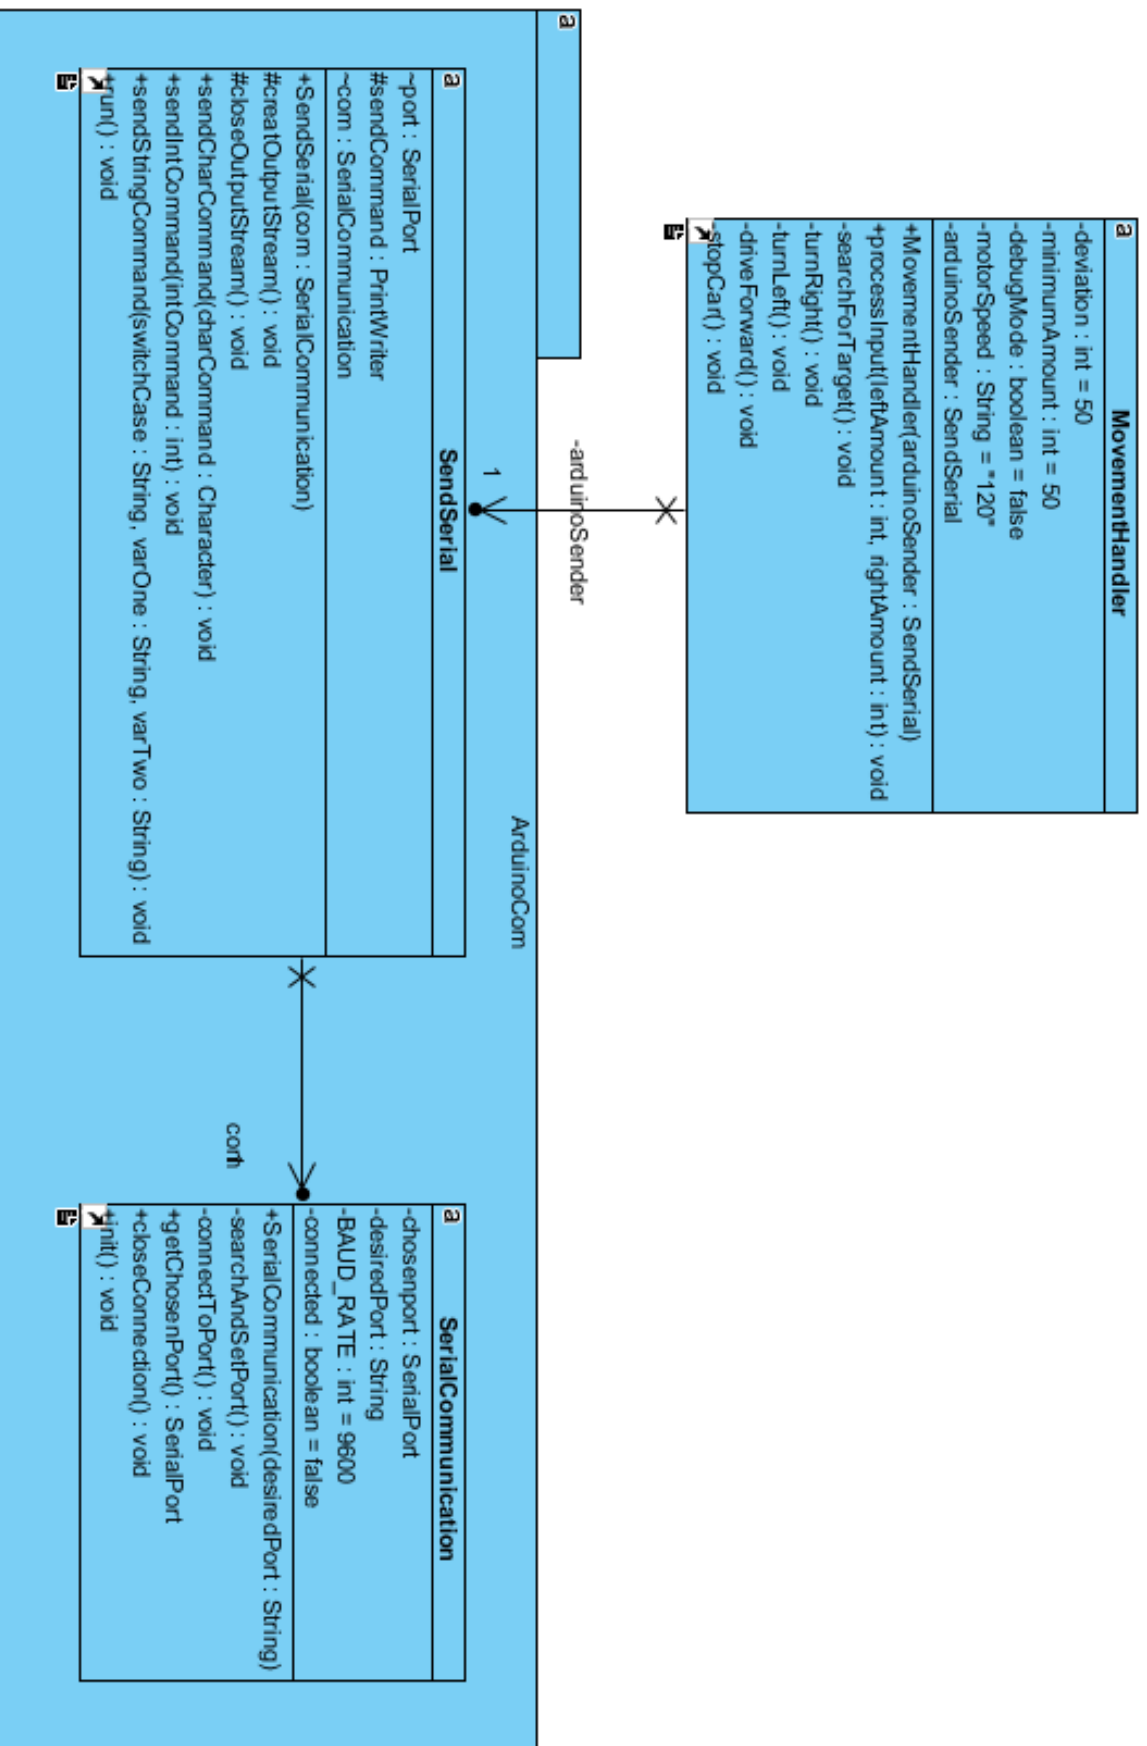 MovementHandler
-deviation : int = 50
-minimumAmount : int = 50
-debugMode : boolean = false
-motorSpeed : String = "120"
-arduinoSender : SendSerial
+MovementHandler(arduinoSender : SendSerial)
+processInput(leftAmount : int, rightAmount : int) : void
-searchForTarget() : void
-turnRight() : void
-turnLeft() : void
-driveForward() : void
-stopCar() : void
-arduinoSender
1
ArduinoCom
SendSerial
~port : SerialPort
#sendCommand : PrintWriter
~com : SerialCommunication
+SendSerial(com : SerialCommunication)
#creatOutputStream() : void
#closeOutputStream() : void
+sendCharCommand(charCommand : Character) : void
+sendIntCommand(intCommand : int) : void
+sendStringCommand(switchCase : String, varOne : String, varTwo : String) : void
+run() : void
SerialCommunication
-chosenport : SerialPort
-desiredPort : String
-BAUD_RATE : int = 9600
-connected : boolean = false
+SerialCommunication(desiredPort : String)
-searchAndSetPort() : void
-connectToPort() : void
+getChosenPort() : SerialPort
+closeConnection() : void
+init() : void